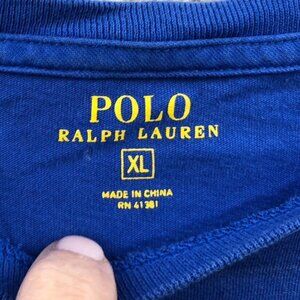 POLO
RALPH LAUREN
XL
MADE IN CHINA
RN 41381